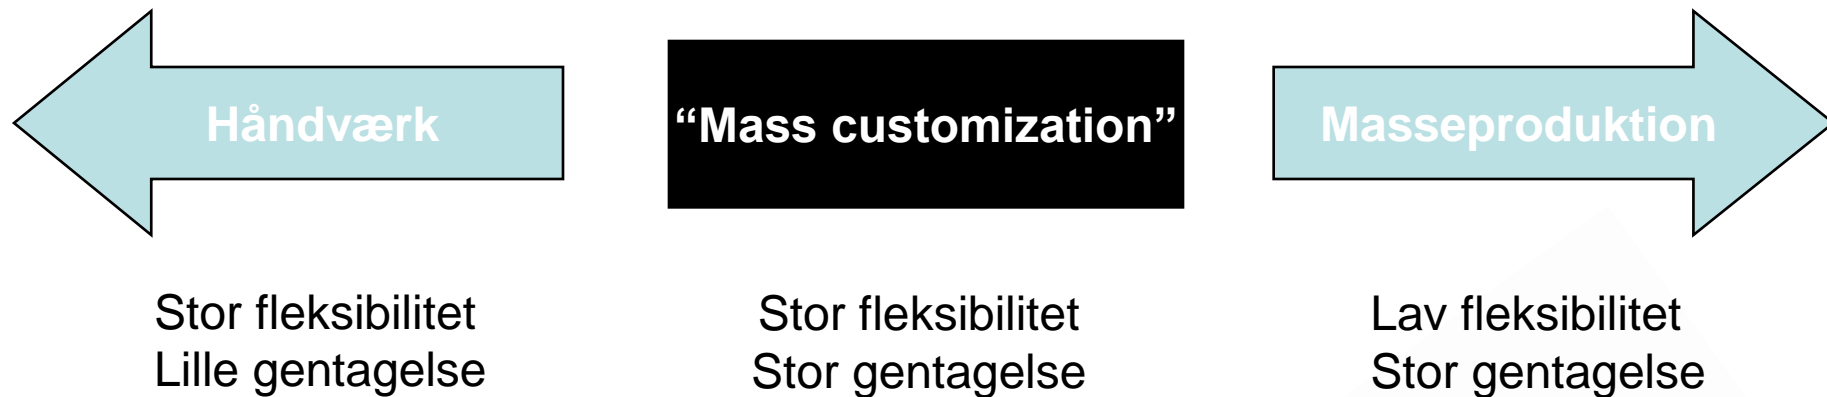 Håndværk
“Mass customization”
Masseproduktion
Stor fleksibilitet
Lille gentagelse
Stor fleksibilitet
Stor gentagelse
Lav fleksibilitet
Stor gentagelse